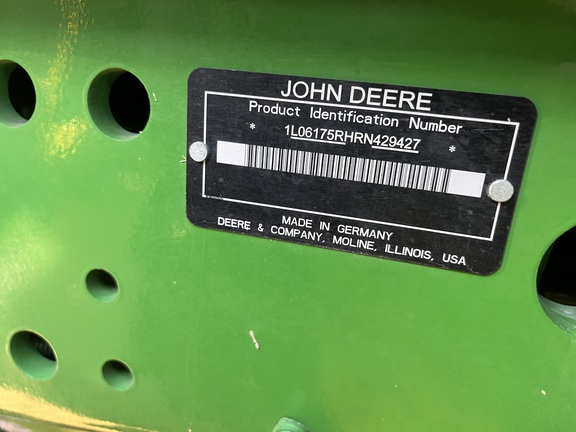 JOHN DEERE
Product Identification Number
* 1L06175RHRN429427 *
MADE IN GERMANY
DEERE & COMPANY, MOLINE, ILLINOIS, USA